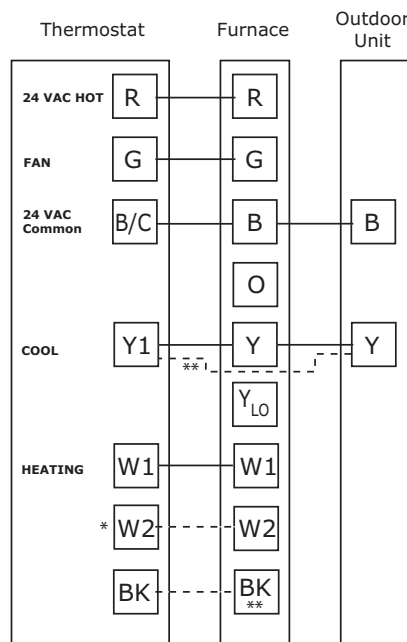 Thermostat Furnace Outdoor
Unit
24 VAC HOT R R
FAN G G
24 VAC
Common B/C B B
O
COOL Y1 Y Y
**
YLO
HEATING W1 W1
* W2 W2
BK BK
**